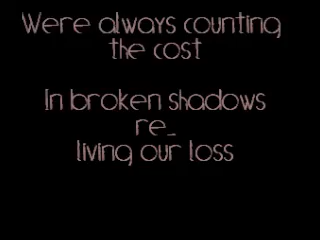 Were always counting
the cost
In broken shadows
re_
living our loss